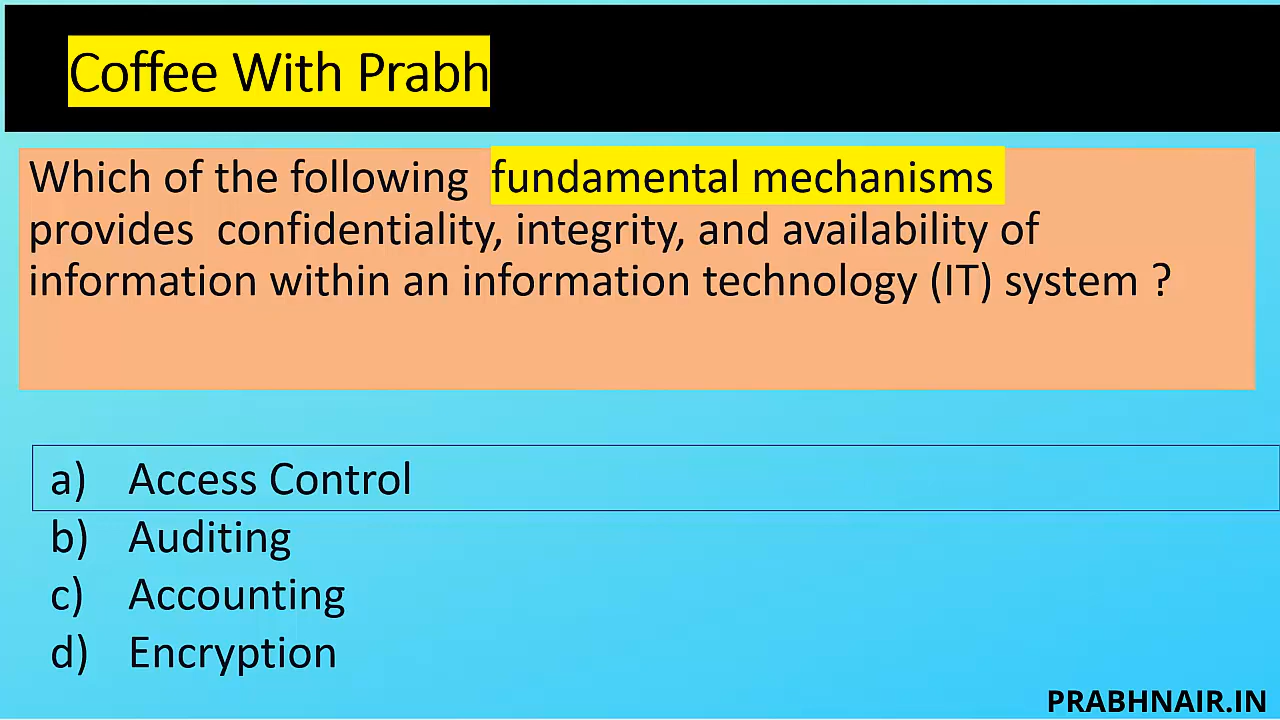 Coffee With Prabh
Which of the following fundamental mechanisms
provides confidentiality, integrity, and availability of
information within an information technology (IT) system ?
a) Access Control
b) Auditing
c) Accounting
d) Encryption
PRABHNAIR.IN